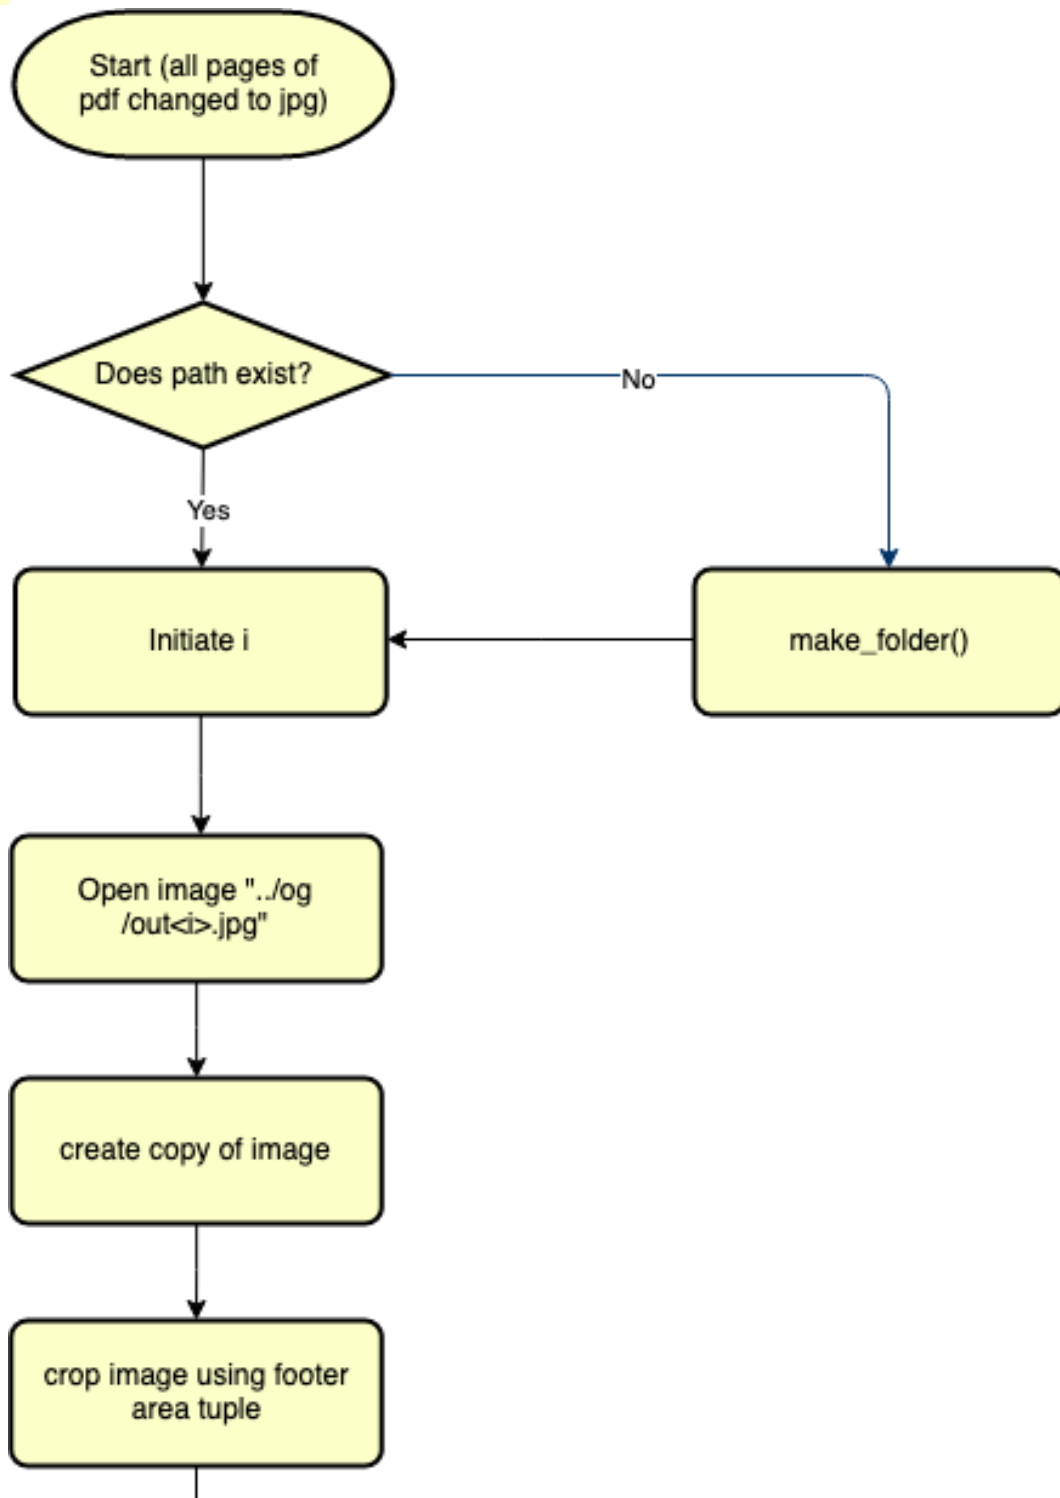 Start (all pages of
pdf changed to jpg)
Does path exist?
No
Yes
Initiate i
make_folder()
Open image "../og
/out<i>.jpg"
create copy of image
crop image using footer
area tuple